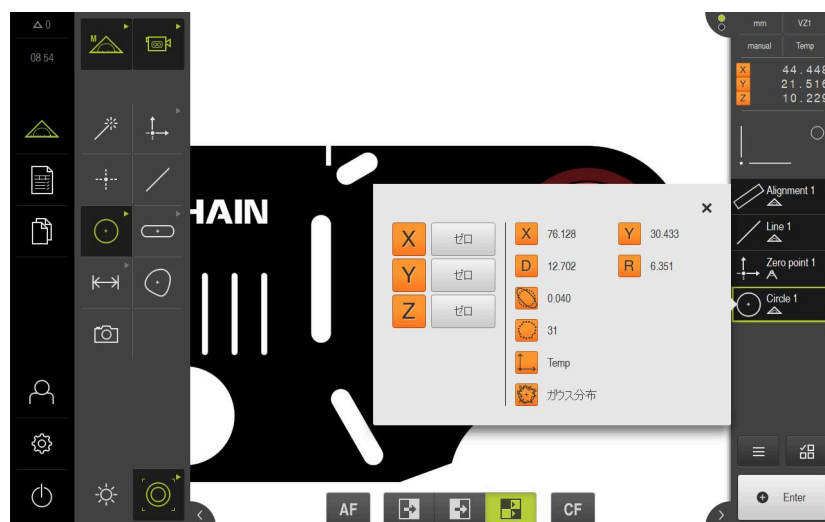 △ 0
08 54
M
HAIN
X ゼロ
Y ゼロ
Z ゼロ
X 76.128 Y 30.433
D 12.702 R 6.351
0.040
31
Temp
ガウス分布
mm VZ1
manual Temp
X 44.448
Y 21.516
Z 10.229
Alignment 1
Line 1
Zero point 1
Circle 1
Enter
AF CF